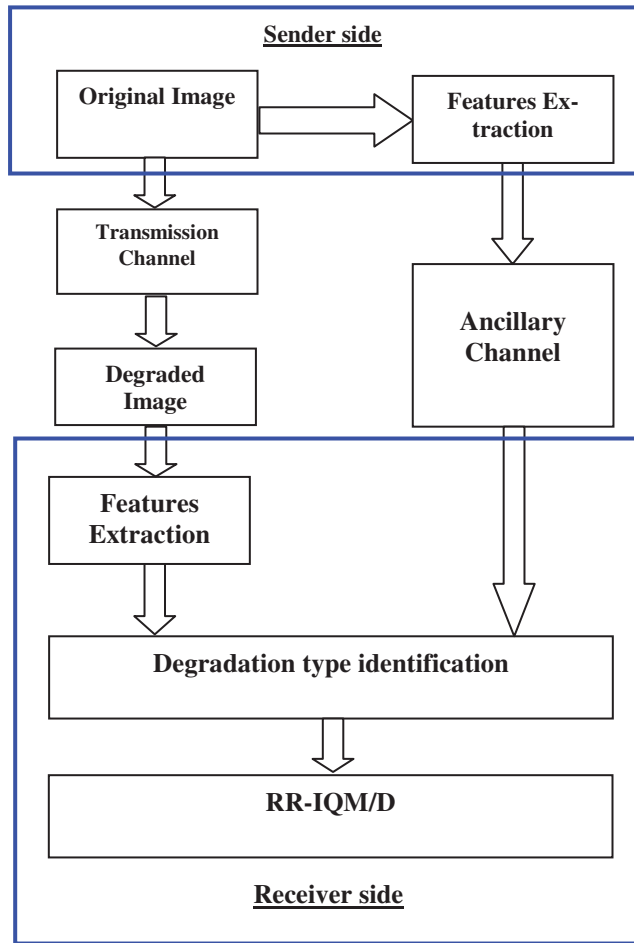 Sender side
Original Image
Features Ex-
traction
Transmission
Channel
Ancillary
Channel
Degraded
Image
Features
Extraction
Degradation type identification
RR-IQM/D
Receiver side